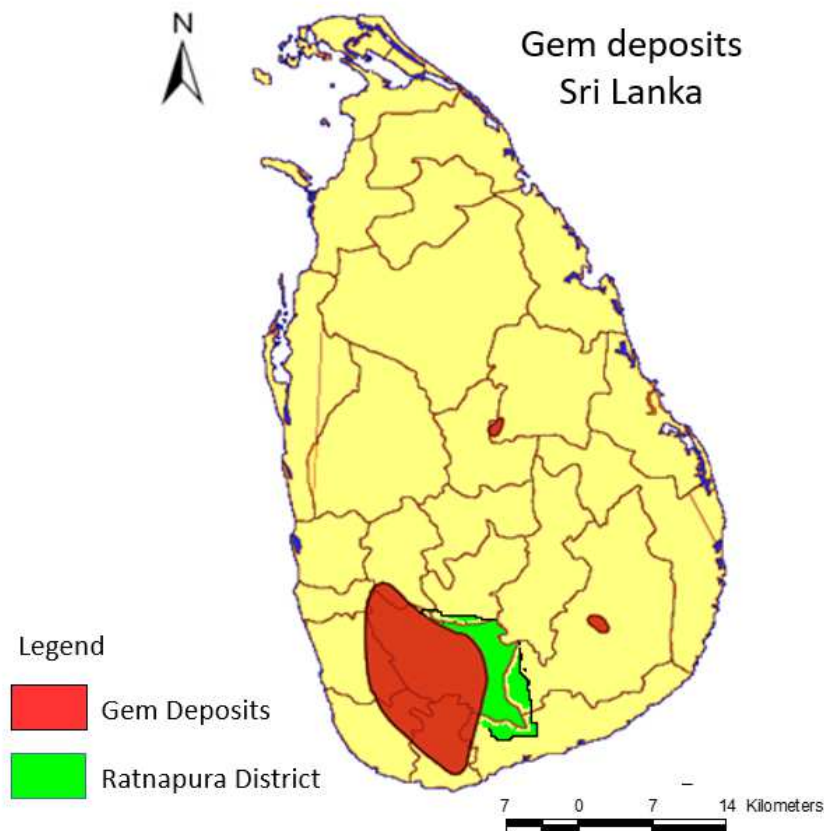 N
Gem deposits
Sri Lanka
Legend
Gem Deposits
Ratnapura District
7 0 7 14 Kilometers